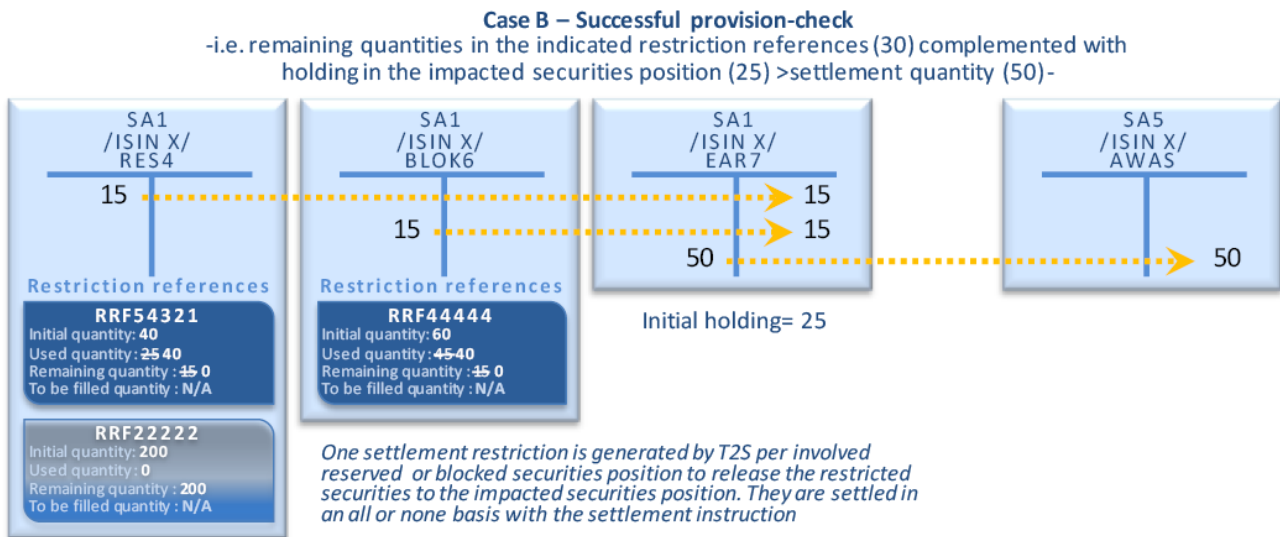 Case B – Successful provision-check
-i.e. remaining quantities in the indicated restriction references (30) complemented with
holding in the impacted securities position (25) >settlement quantity (50)-
SA1
/ISIN X/
RES4
15
Restriction references
RRF54321
Initial quantity: 40
Used quantity: 25 40
Remaining quantity : 15 0
To be filled quantity : N/A
RRF22222
Initial quantity: 200
Used quantity: 0
Remaining quantity : 200
To be filled quantity : N/A
SA1
/ISIN X/
BLOK6
15
Restriction references
RRF44444
Initial quantity: 60
Used quantity: 45 40
Remaining quantity : 15 0
To be filled quantity : N/A
SA1
/ISIN X/
EAR7
15
15
50
Initial holding= 25
SA5
/ISIN X/
AWAS
50
One settlement restriction is generated by T2S per involved
reserved or blocked securities position to release the restricted
securities to the impacted securities position. They are settled in
an all or none basis with the settlement instruction